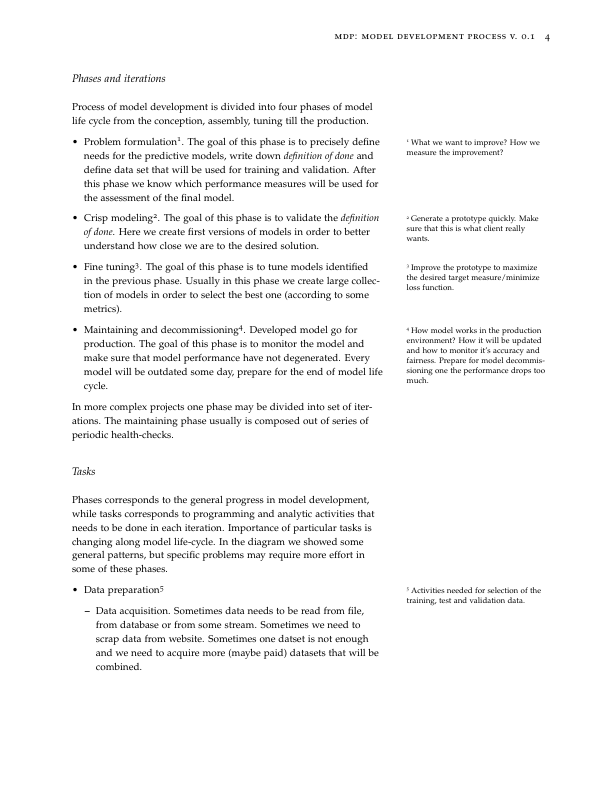 MDP: MODEL DEVELOPMENT PROCESS V. 0.1 4
Phases and iterations
Process of model development is divided into four phases of model
life cycle from the conception, assembly, tuning till the production.
• Problem formulation¹. The goal of this phase is to precisely define
needs for the predictive models, write down definition of done and
define data set that will be used for training and validation. After
this phase we know which performance measures will be used for
the assessment of the final model.
¹ What we want to improve? How we
measure the improvement?
• Crisp modeling². The goal of this phase is to validate the definition
of done. Here we create first versions of models in order to better
understand how close we are to the desired solution.
² Generate a prototype quickly. Make
sure that this is what client really
wants.
• Fine tuning³. The goal of this phase is to tune models identified
in the previous phase. Usually in this phase we create large collec-
tion of models in order to select the best one (according to some
metrics).
³ Improve the prototype to maximize
the desired target measure/minimize
loss function.
• Maintaining and decommissioning⁴. Developed model go for
production. The goal of this phase is to monitor the model and
make sure that model performance have not degenerated. Every
model will be outdated some day, prepare for the end of model life
cycle.
⁴ How model works in the production
environment? How it will be updated
and how to monitor it's accuracy and
fairness. Prepare for model decommis-
sioning one the performance drops too
much.
In more complex projects one phase may be divided into set of iter-
ations. The maintaining phase usually is composed out of series of
periodic health-checks.
Tasks
Phases corresponds to the general progress in model development,
while tasks corresponds to programming and analytic activities that
needs to be done in each iteration. Importance of particular tasks is
changing along model life-cycle. In the diagram we showed some
general patterns, but specific problems may require more effort in
some of these phases.
• Data preparation⁵
⁵ Activities needed for selection of the
training, test and validation data.
– Data acquisition. Sometimes data needs to be read from file,
from database or from some stream. Sometimes we need to
scrap data from website. Sometimes one datset is not enough
and we need to acquire more (maybe paid) datasets that will be
combined.